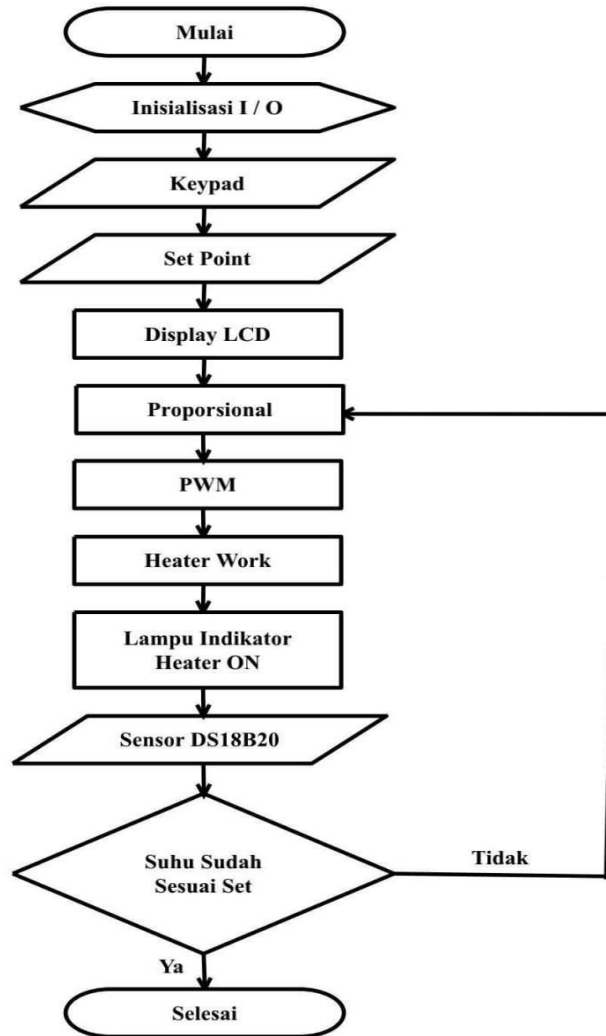 Mulai
Inisialisasi I / O
Keypad
Set Point
Display LCD
Proporsional
PWM
Heater Work
Lampu Indikator
Heater ON
Sensor DS18B20
Suhu Sudah
Sesuai Set
Tidak
Ya
Selesai